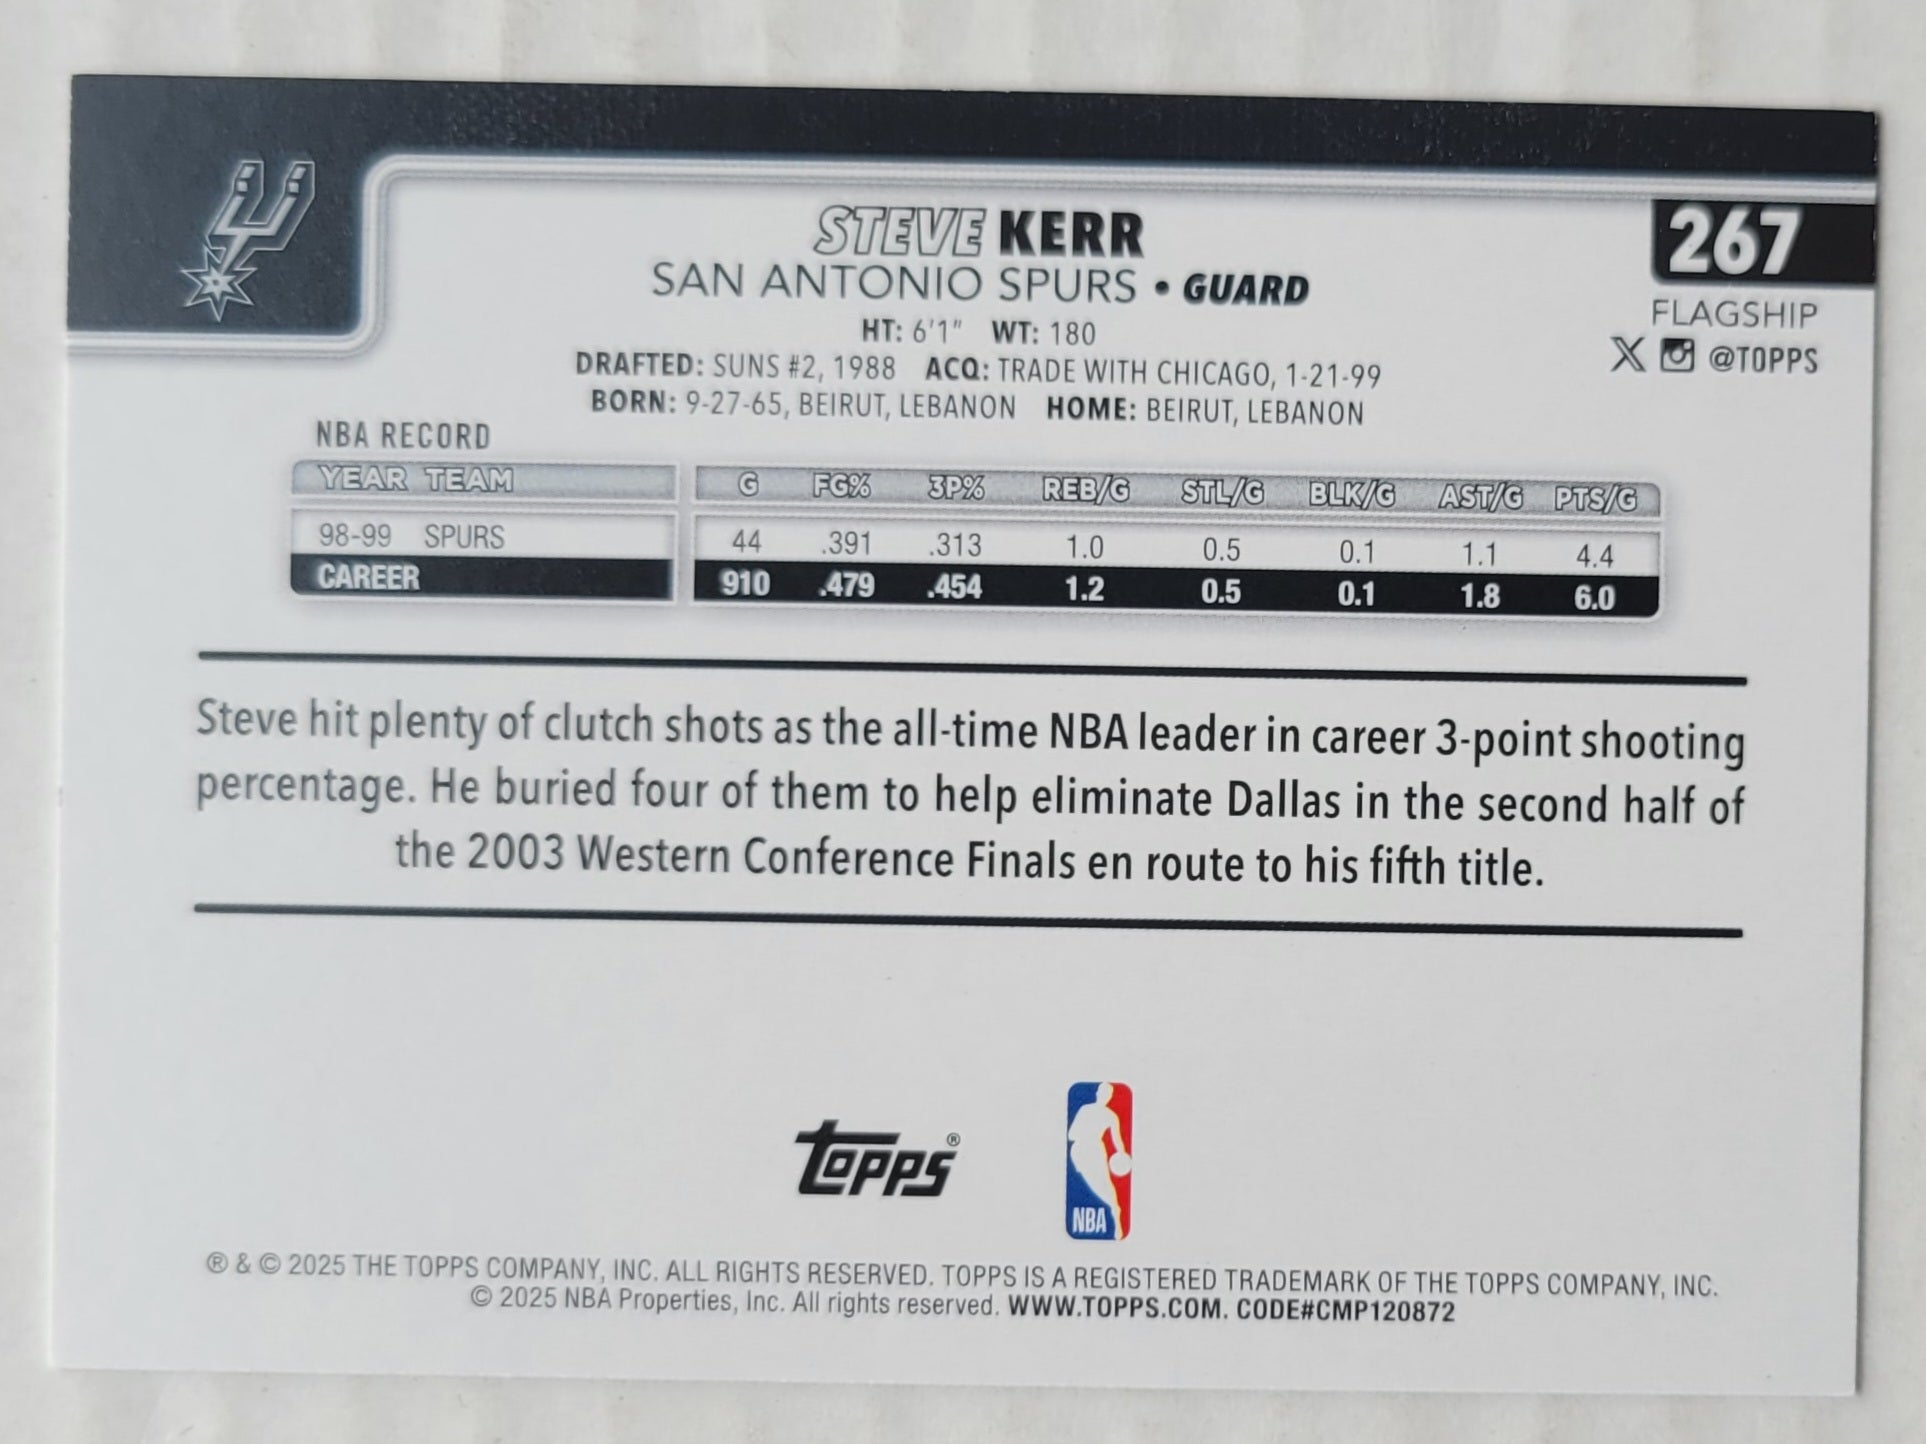 STEVE KERR
267
SAN ANTONIO SPURS • GUARD
FLAGSHIP
HT: 6'1" WT: 180
X @TOPPS
DRAFTED: SUNS #2, 1988 ACQ: TRADE WITH CHICAGO, 1-21-99
BORN: 9-27-65, BEIRUT, LEBANON HOME: BEIRUT, LEBANON
NBA RECORD
YEAR TEAM G FG% 3P% REB/G STL/G BLK/G AST/G PTS/G
98-99 SPURS 44 .391 .313 1.0 0.5 0.1 1.1 4.4
CAREER 910 .479 .454 1.2 0.5 0.1 1.8 6.0
Steve hit plenty of clutch shots as the all-time NBA leader in career 3-point shooting
percentage. He buried four of them to help eliminate Dallas in the second half of
the 2003 Western Conference Finals en route to his fifth title.
Topps®
NBA
® & © 2025 THE TOPPS COMPANY, INC. ALL RIGHTS RESERVED. TOPPS IS A REGISTERED TRADEMARK OF THE TOPPS COMPANY, INC.
© 2025 NBA Properties, Inc. All rights reserved. WWW.TOPPS.COM. CODE#CMP120872